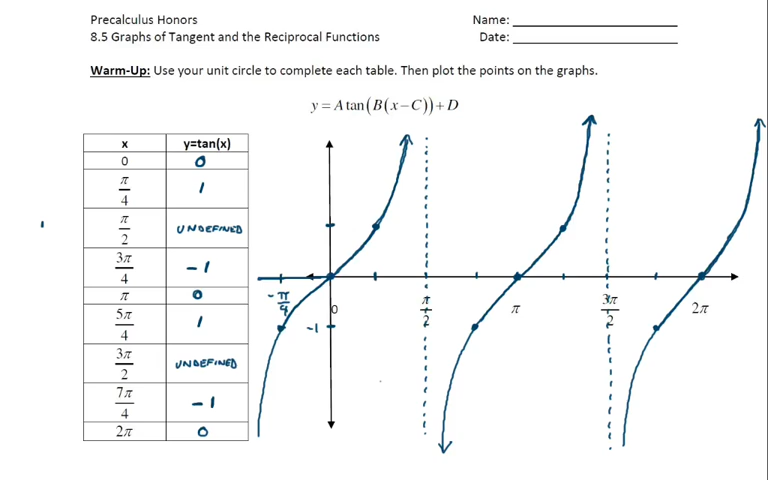 Precalculus Honors
Name:
8.5 Graphs of Tangent and the Reciprocal Functions
Date:
Warm-Up: Use your unit circle to complete each table. Then plot the points on the graphs.
y = A tan(B(x−C))+D
x y=tan(x)
0 0
π/4 1
π/2 UNDEFINED
3π/4 −1
π 0
5π/4 1
3π/2 UNDEFINED
7π/4 −1
2π 0
−π/4 0 π/2 π 3π/2 2π
−1